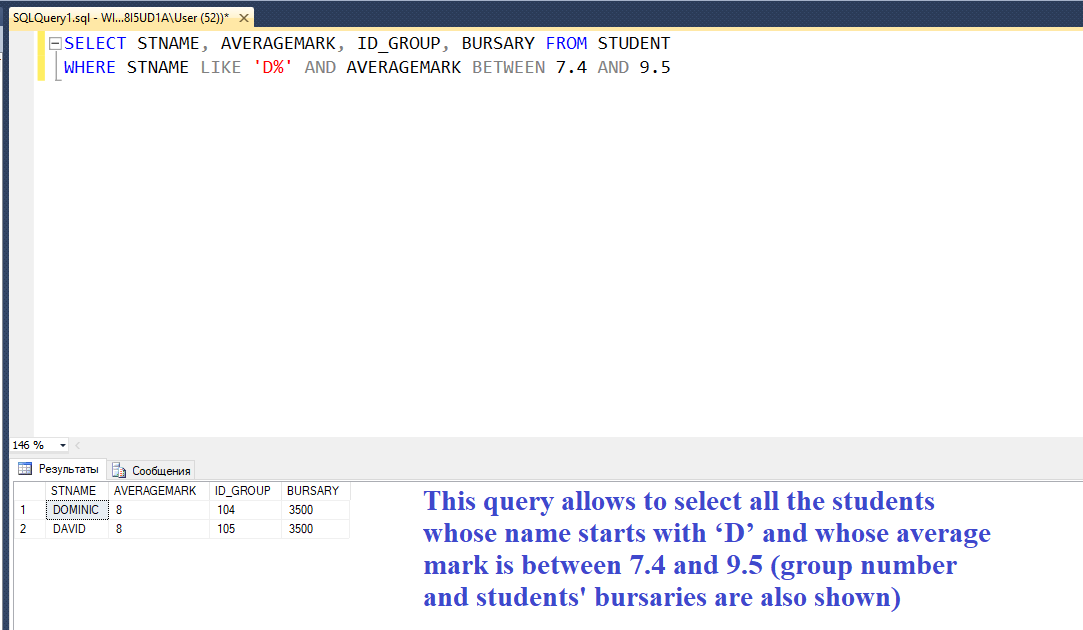 SQLQuery1.sql - WI...8I5UD1A\User (52))* ✕
SELECT STNAME, AVERAGEMARK, ID_GROUP, BURSARY FROM STUDENT
WHERE STNAME LIKE 'D%' AND AVERAGEMARK BETWEEN 7.4 AND 9.5
146 %
Результаты Сообщения
STNAME AVERAGEMARK ID_GROUP BURSARY
1 DOMINIC 8 104 3500
2 DAVID 8 105 3500
This query allows to select all the students
whose name starts with ‘D’ and whose average
mark is between 7.4 and 9.5 (group number
and students' bursaries are also shown)